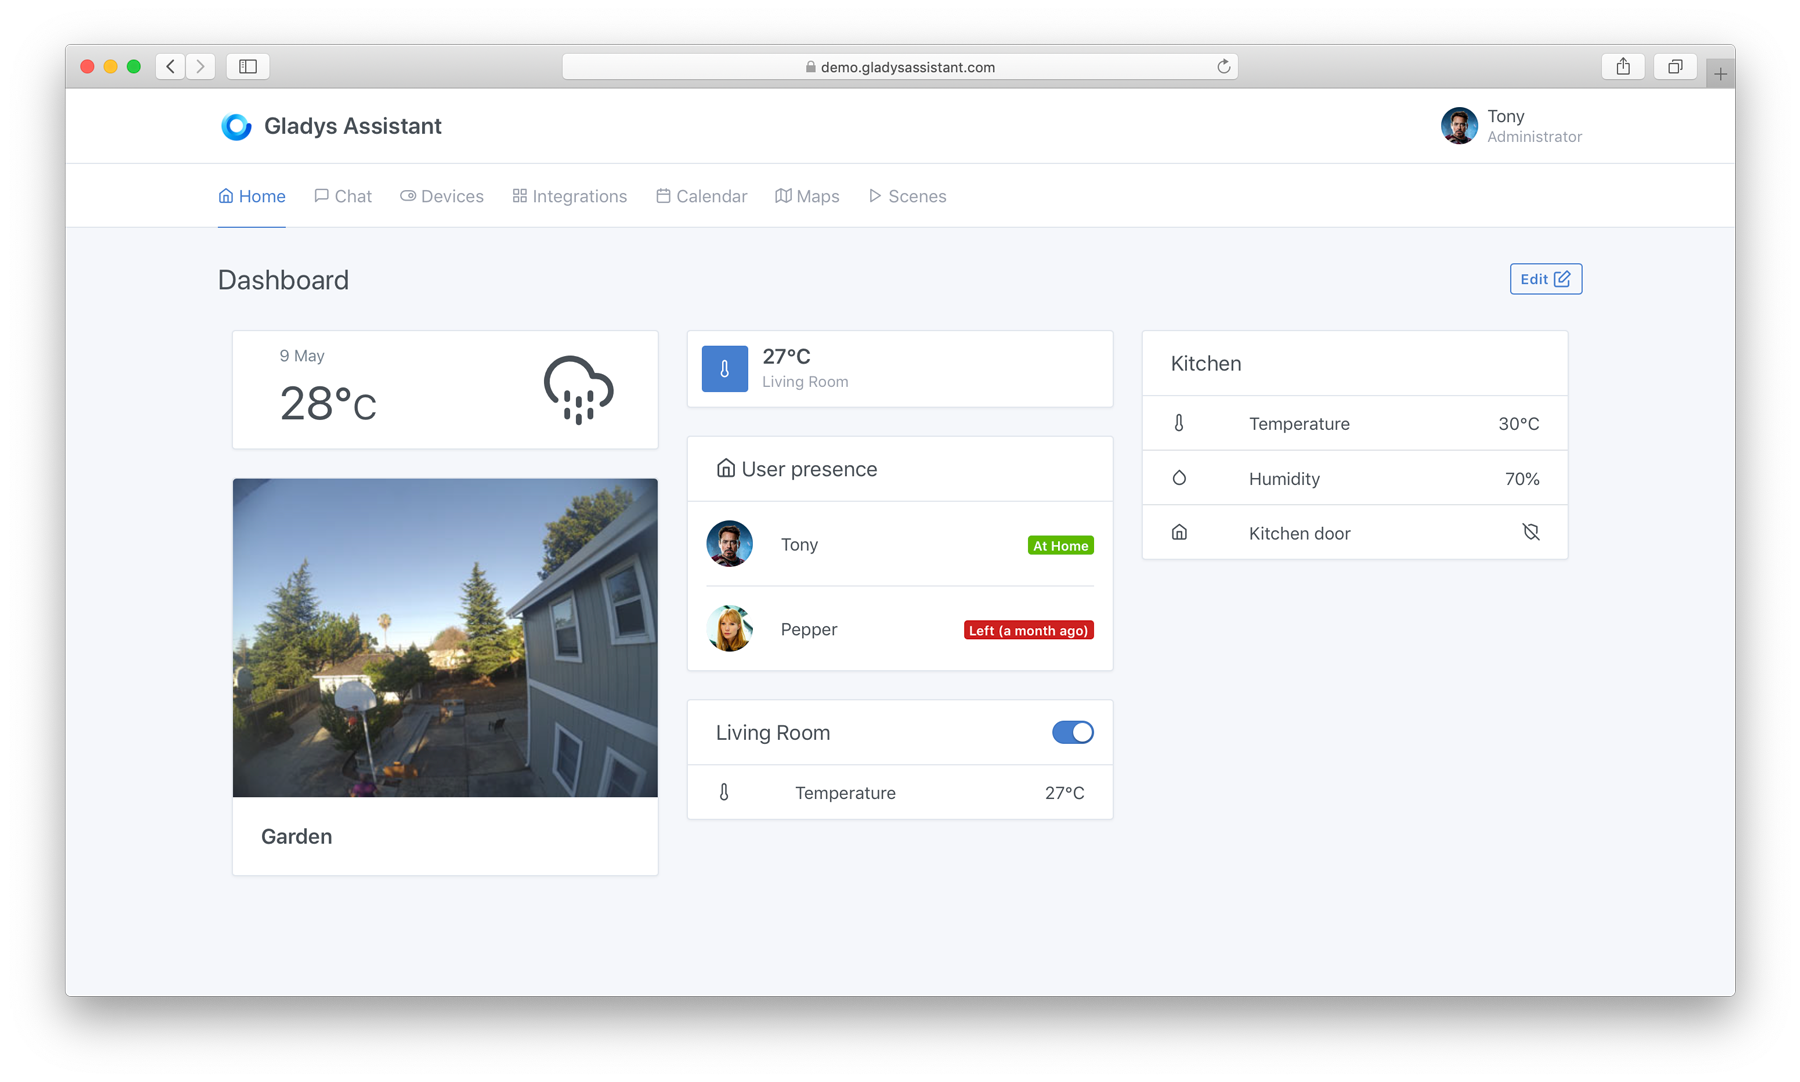 demo.gladysassistant.com
Gladys Assistant
Tony
Administrator
Home Chat Devices Integrations Calendar Maps Scenes
Dashboard
Edit
9 May
28°C
Garden
27°C
Living Room
User presence
Tony At Home
Pepper Left (a month ago)
Living Room
Temperature 27°C
Kitchen
Temperature 30°C
Humidity 70%
Kitchen door